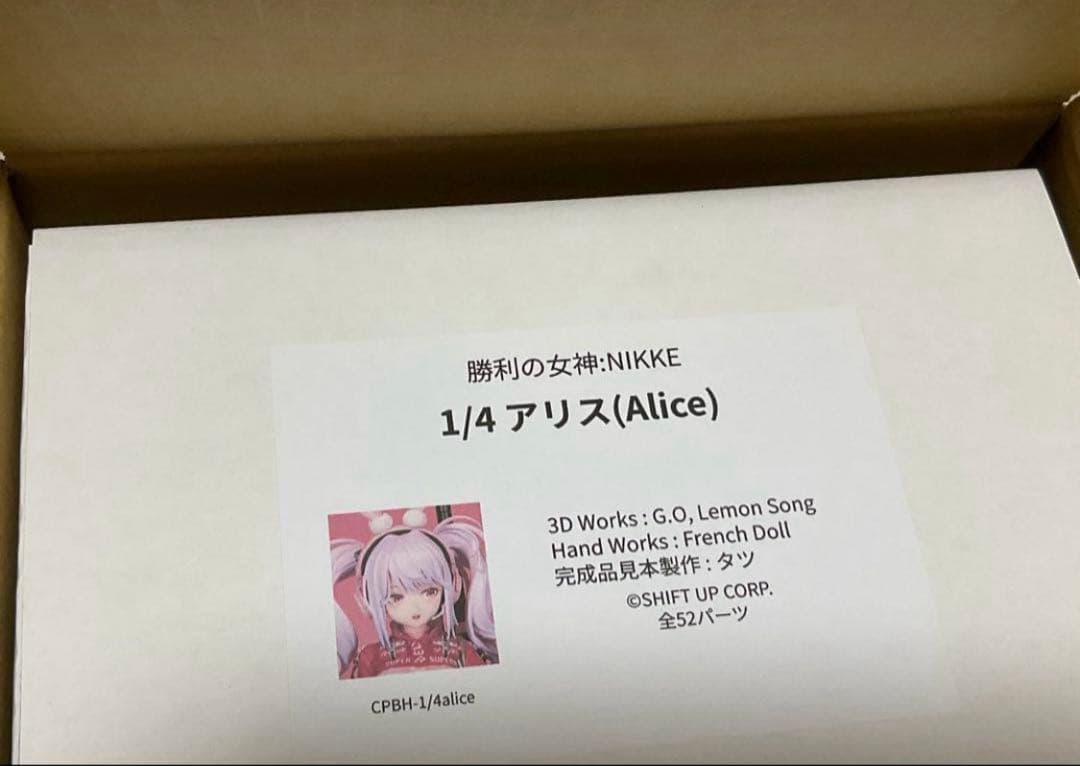 勝利の女神:NIKKE
1/4 アリス(Alice)
3D Works : G.O, Lemon Song
Hand Works : French Doll
完成品見本製作 : タツ
©SHIFT UP CORP.
全52パーツ
SUPER SUPER
CPBH-1/4alice